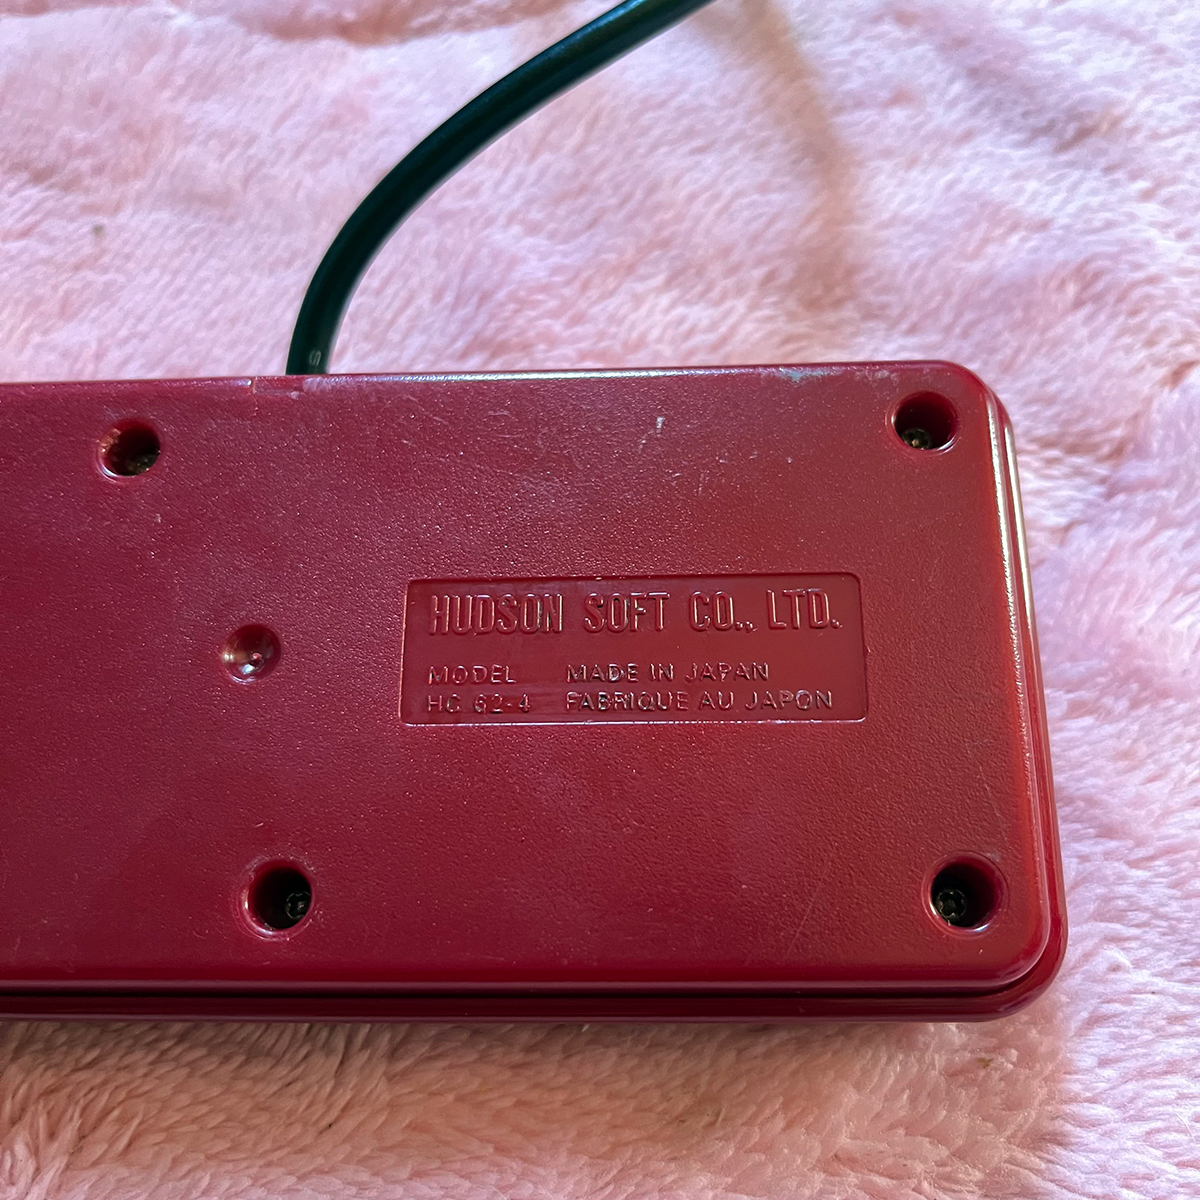 HUDSON SOFT CO., LTD.
MODEL MADE IN JAPAN
HC 62-4 FABRIQUE AU JAPON